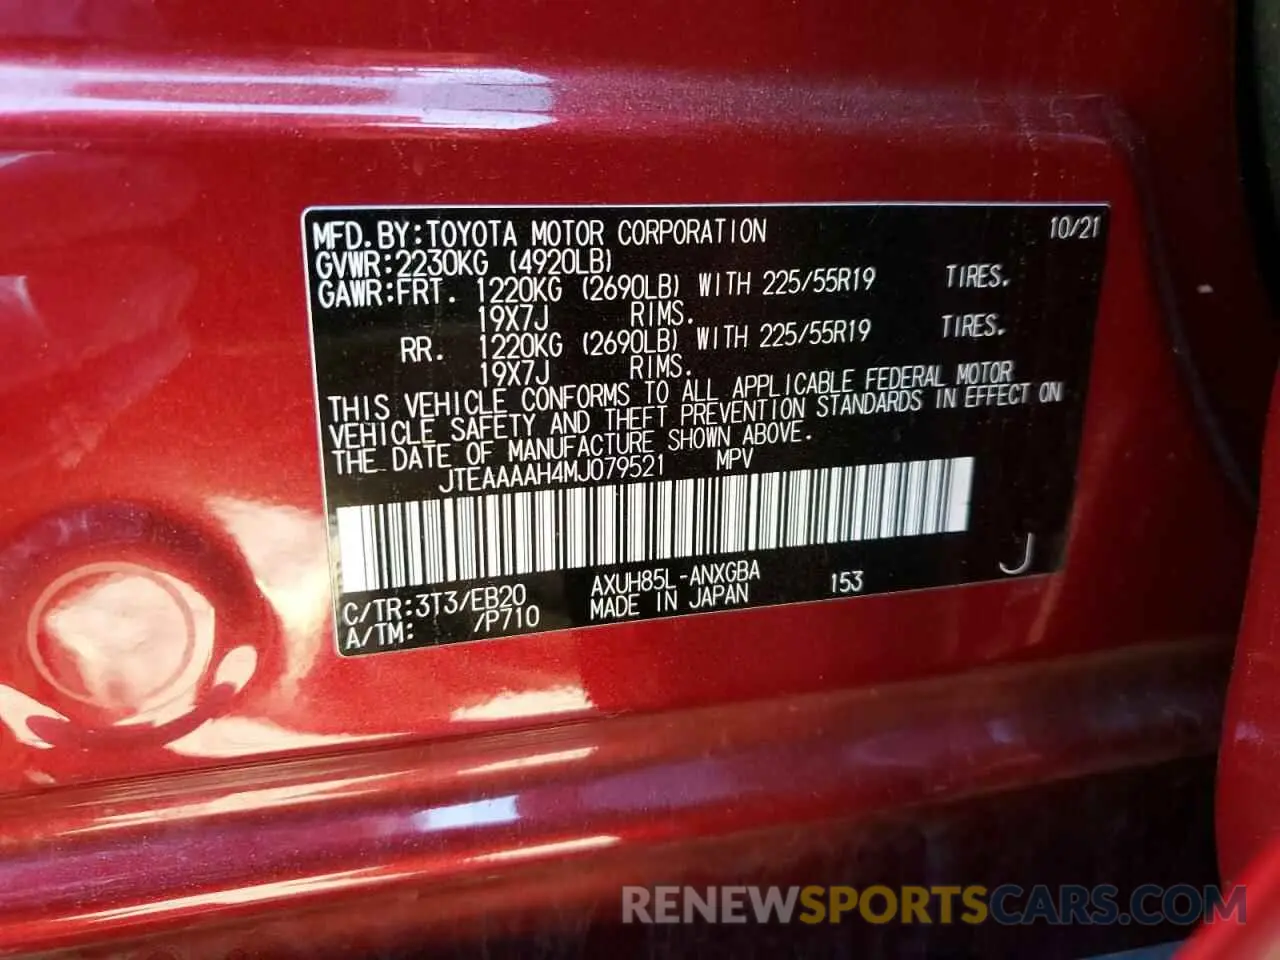 MFD.BY:TOYOTA MOTOR CORPORATION 10/21
GVWR:2230KG (4920LB)
GAWR:FRT. 1220KG (2690LB) WITH 225/55R19 TIRES.
19X7J RIMS.
RR. 1220KG (2690LB) WITH 225/55R19 TIRES.
19X7J RIMS.
THIS VEHICLE CONFORMS TO ALL APPLICABLE FEDERAL MOTOR
VEHICLE SAFETY AND THEFT PREVENTION STANDARDS IN EFFECT ON
THE DATE OF MANUFACTURE SHOWN ABOVE.
JTEAAAAH4MJ079521 MPV
C/TR:3T3/EB20 AXUH85L-ANXGBA 153 J
A/TM: /P710 MADE IN JAPAN
RENEWSPORTSCARS.COM